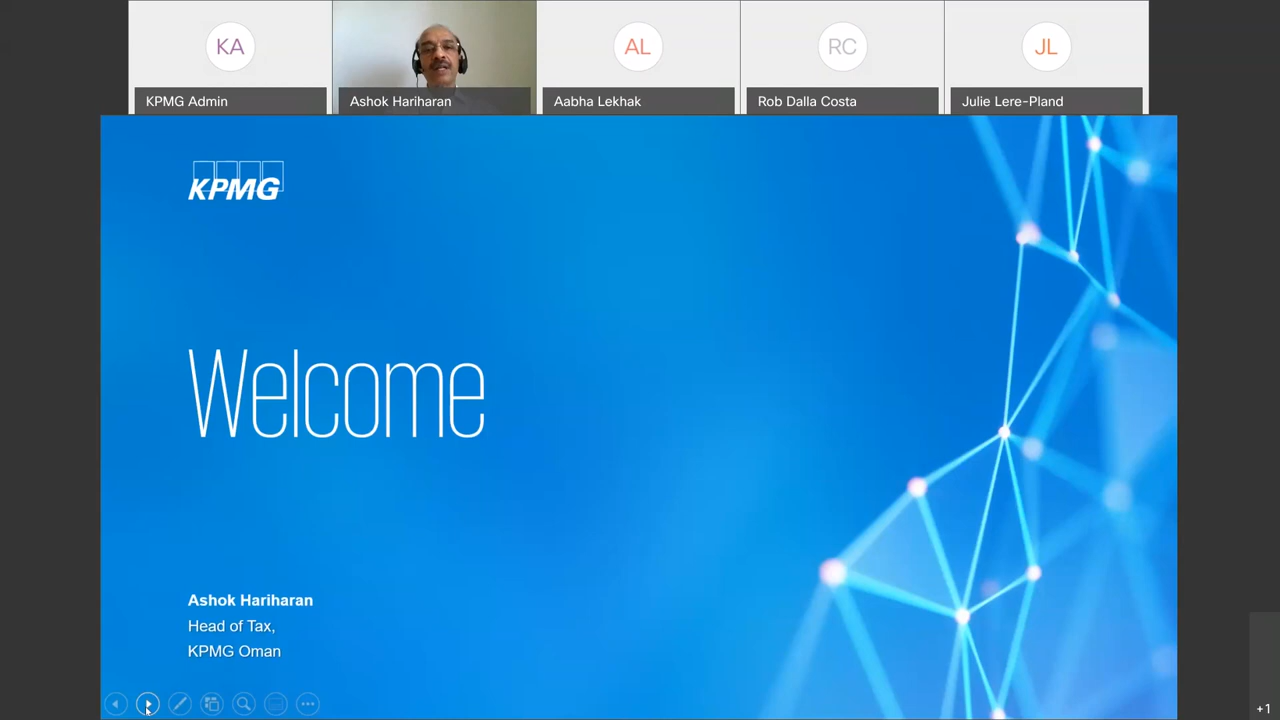 KA
KPMG Admin
Ashok Hariharan
AL
Aabha Lekhak
RC
Rob Dalla Costa
JL
Julie Lere-Pland
KPMG
Welcome
Ashok Hariharan
Head of Tax,
KPMG Oman
+1